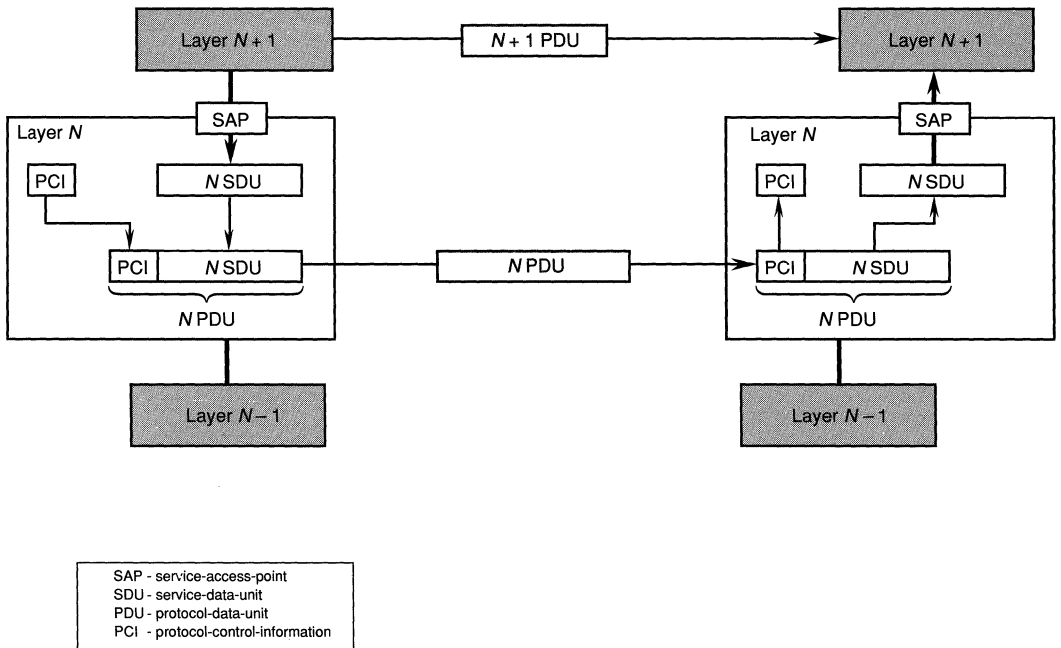 Layer N + 1
N + 1 PDU
Layer N + 1
SAP
SAP
Layer N
Layer N
PCI
N SDU
PCI
N SDU
PCI
N SDU
N PDU
PCI
N SDU
N PDU
N PDU
Layer N – 1
Layer N – 1
SAP - service-access-point
SDU - service-data-unit
PDU - protocol-data-unit
PCI - protocol-control-information